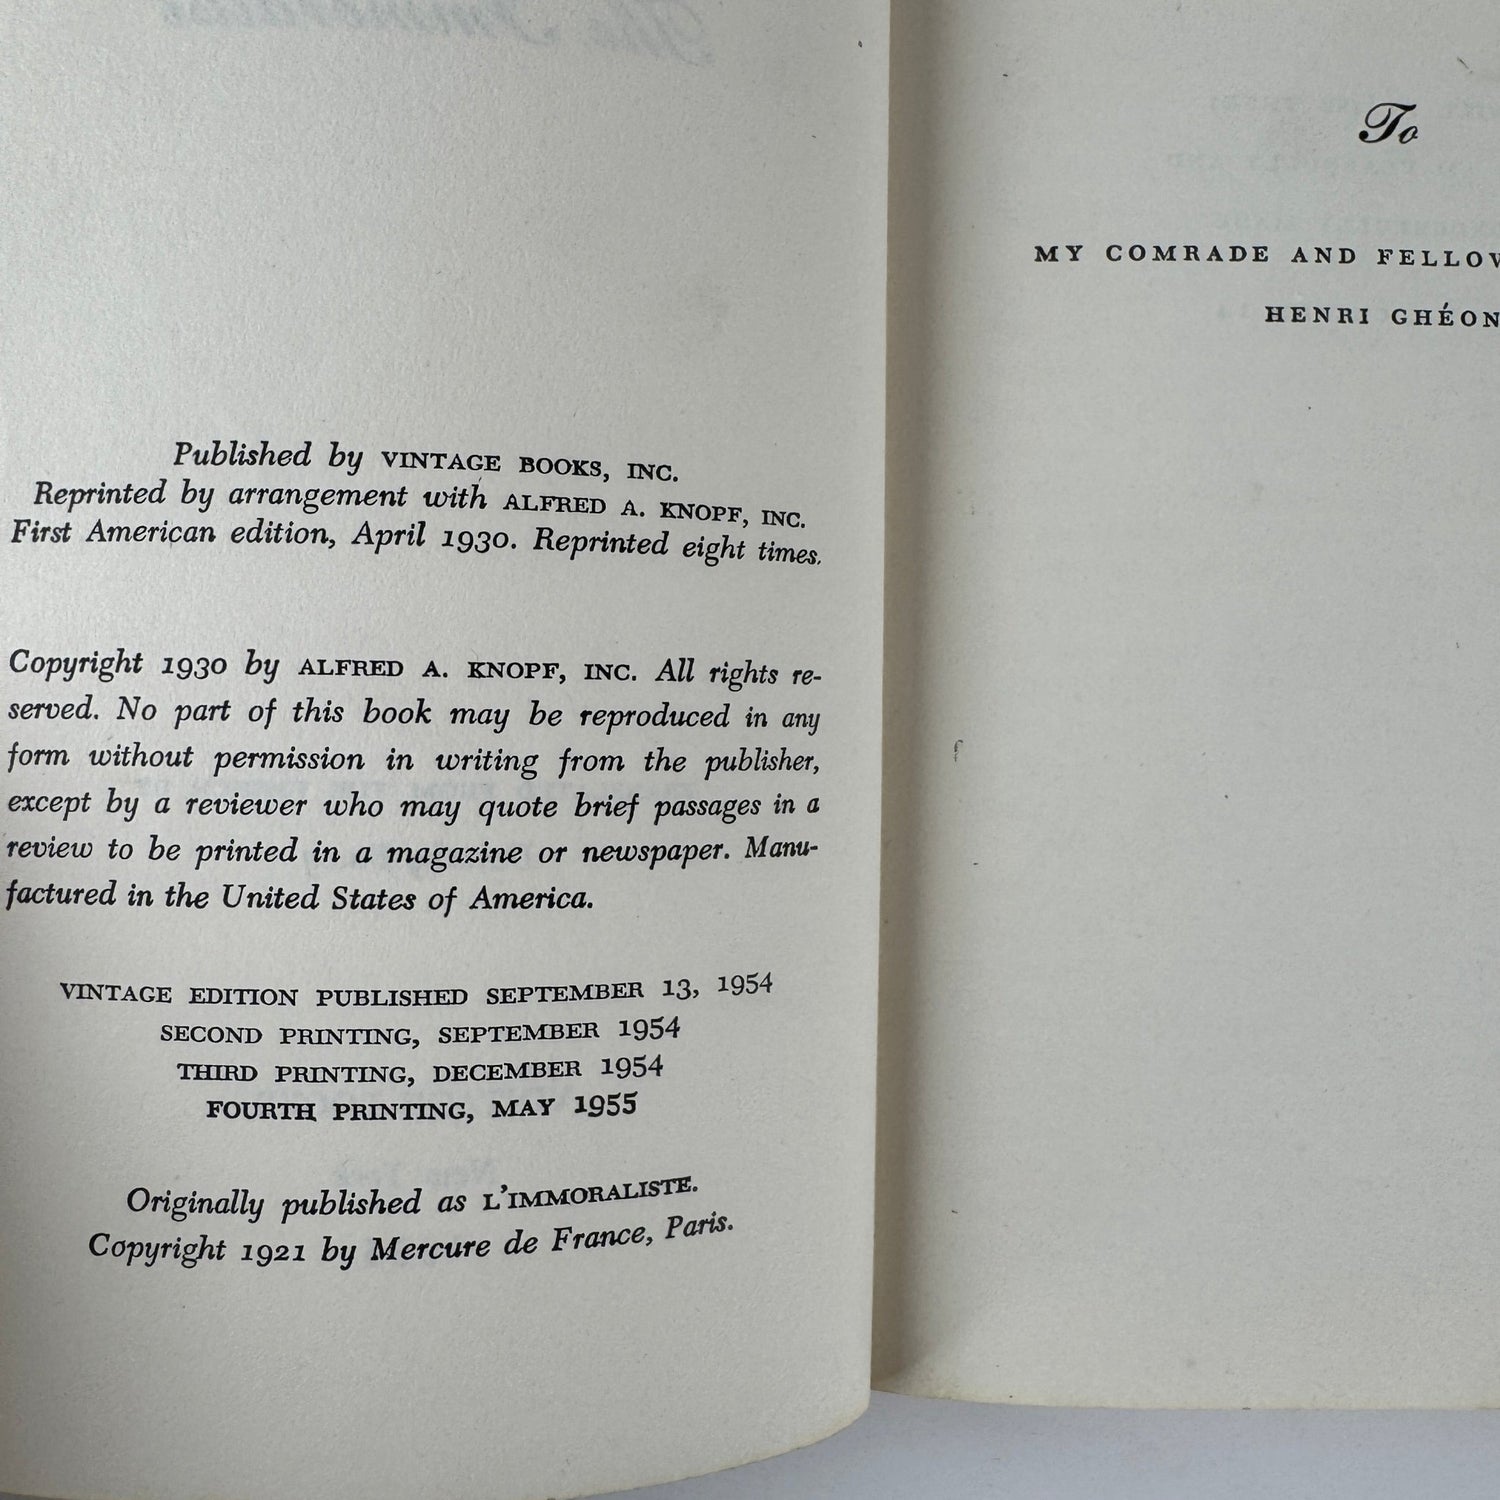 Published by VINTAGE BOOKS, INC.
Reprinted by arrangement with ALFRED A. KNOPF, INC.
First American edition, April 1930. Reprinted eight times.
Copyright 1930 by ALFRED A. KNOPF, INC. All rights re-
served. No part of this book may be reproduced in any
form without permission in writing from the publisher,
except by a reviewer who may quote brief passages in a
review to be printed in a magazine or newspaper. Manu-
factured in the United States of America.
VINTAGE EDITION PUBLISHED SEPTEMBER 13, 1954
SECOND PRINTING, SEPTEMBER 1954
THIRD PRINTING, DECEMBER 1954
FOURTH PRINTING, MAY 1955
Originally published as L'IMMORALISTE.
Copyright 1921 by Mercure de France, Paris.
To
MY COMRADE AND
HENRI GHÉON